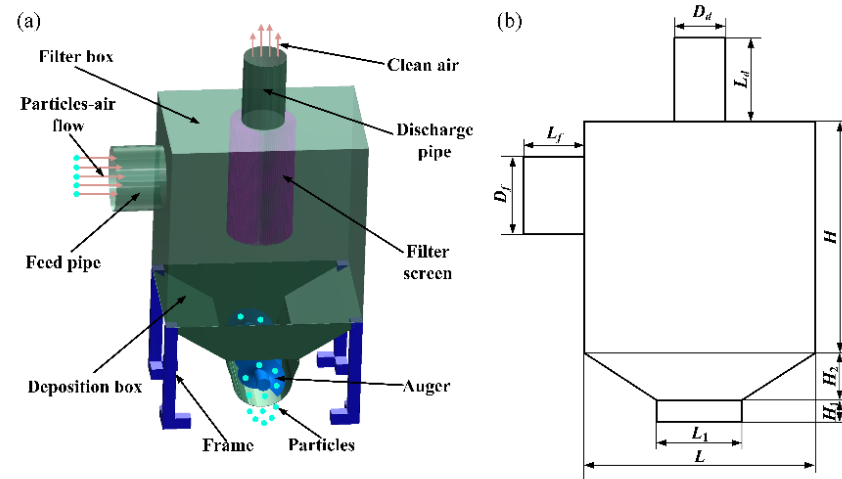 (a)
Clean air
Filter box
Particles-air
flow
Discharge
pipe
Feed pipe
Filter
screen
Deposition box
Auger
Frame
Particles
(b)
D_d
L_d
L_f
D_f
H
H_2
H_1
L_1
L